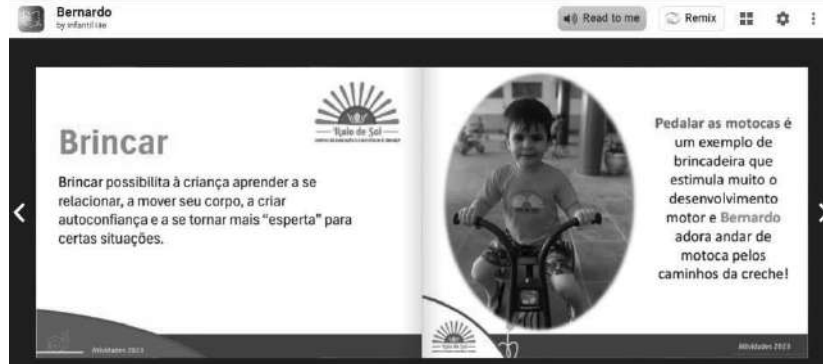 Bernardo
by infantil rao
Read to me
Remix
Brincar
Raio de Sol
Brincar possibilita à criança aprender a se
relacionar, a mover seu corpo, a criar
autoconfiança e a se tornar mais “esperta” para
certas situações.
Atividades 2023
Pedalar as motocas é
um exemplo de
brincadeira que
estimula muito o
desenvolvimento
motor e Bernardo
adora andar de
motoca pelos
caminhos da creche!
Atividades 2023